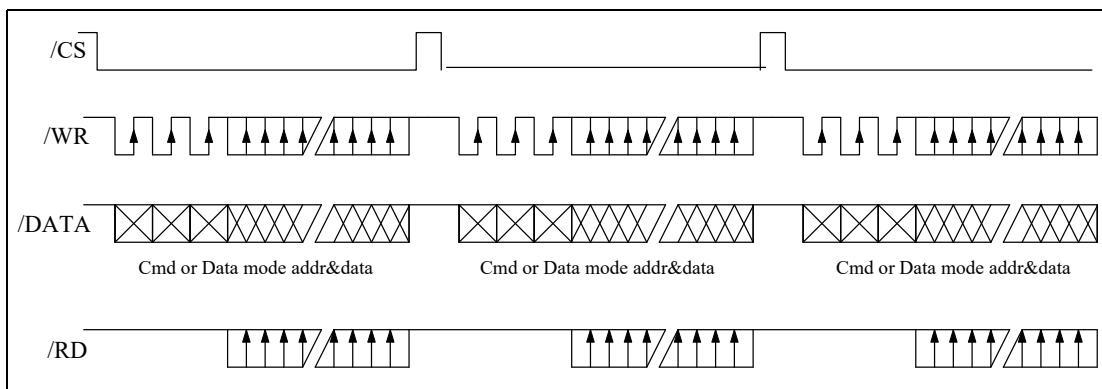 /CS
/WR
/DATA
Cmd or Data mode addr&data Cmd or Data mode addr&data Cmd or Data mode addr&data
/RD